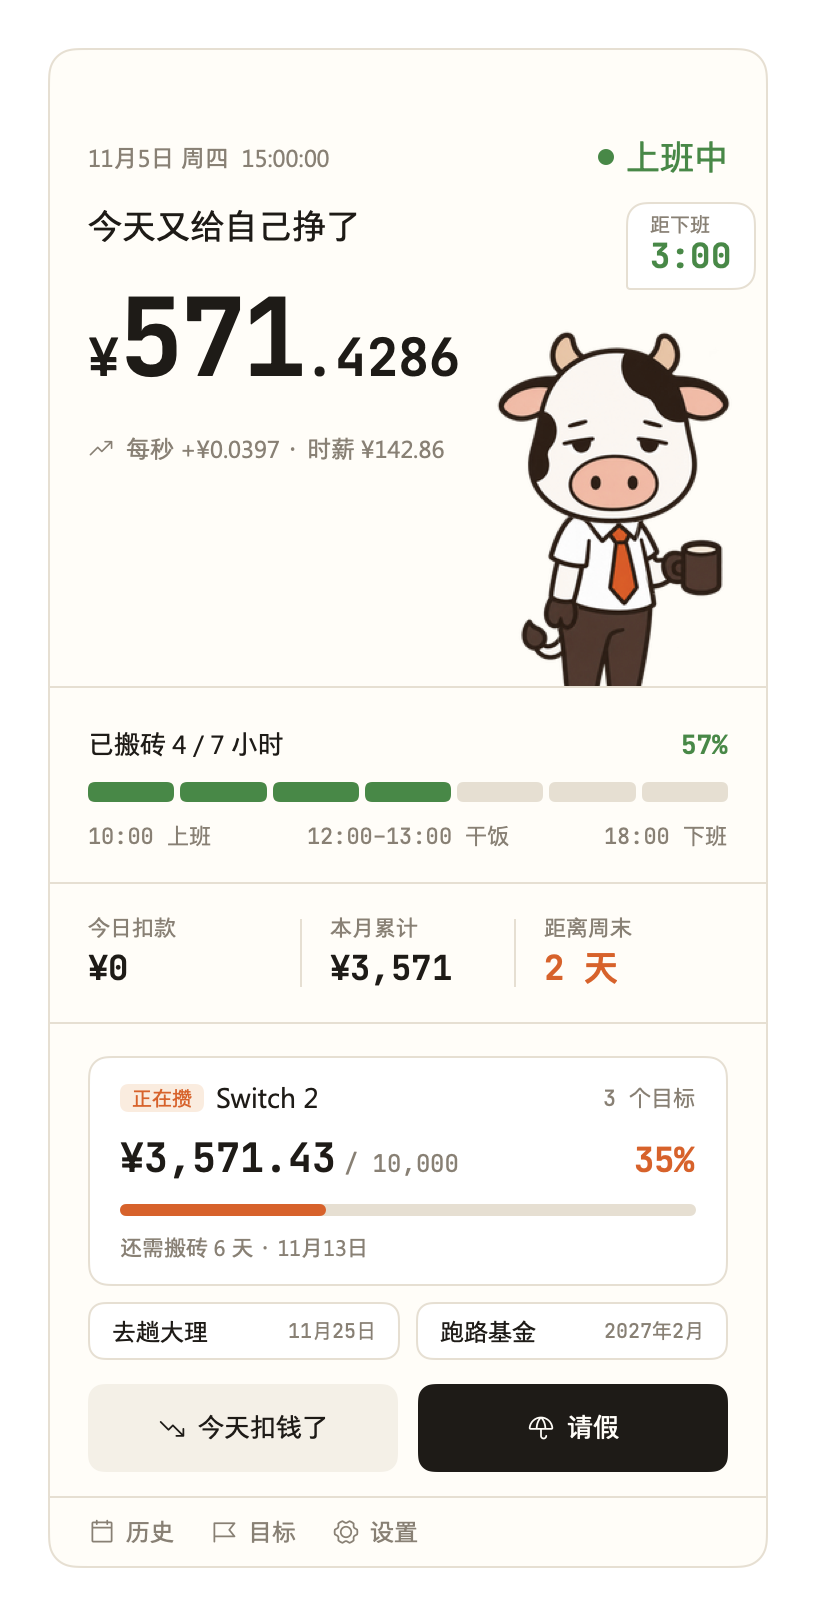 11月5日 周四 15:00:00
上班中
今天又给自己挣了
距下班
3:00
¥571.4286
每秒 +¥0.0397 · 时薪 ¥142.86
已搬砖 4 / 7 小时
57%
10:00 上班
12:00–13:00 干饭
18:00 下班
今日扣款
¥0
本月累计
¥3,571
距离周末
2 天
正在攒
Switch 2
3 个目标
¥3,571.43 / 10,000
35%
还需搬砖 6 天 · 11月13日
去趟大理
11月25日
跑路基金
2027年2月
今天扣钱了
请假
历史
目标
设置